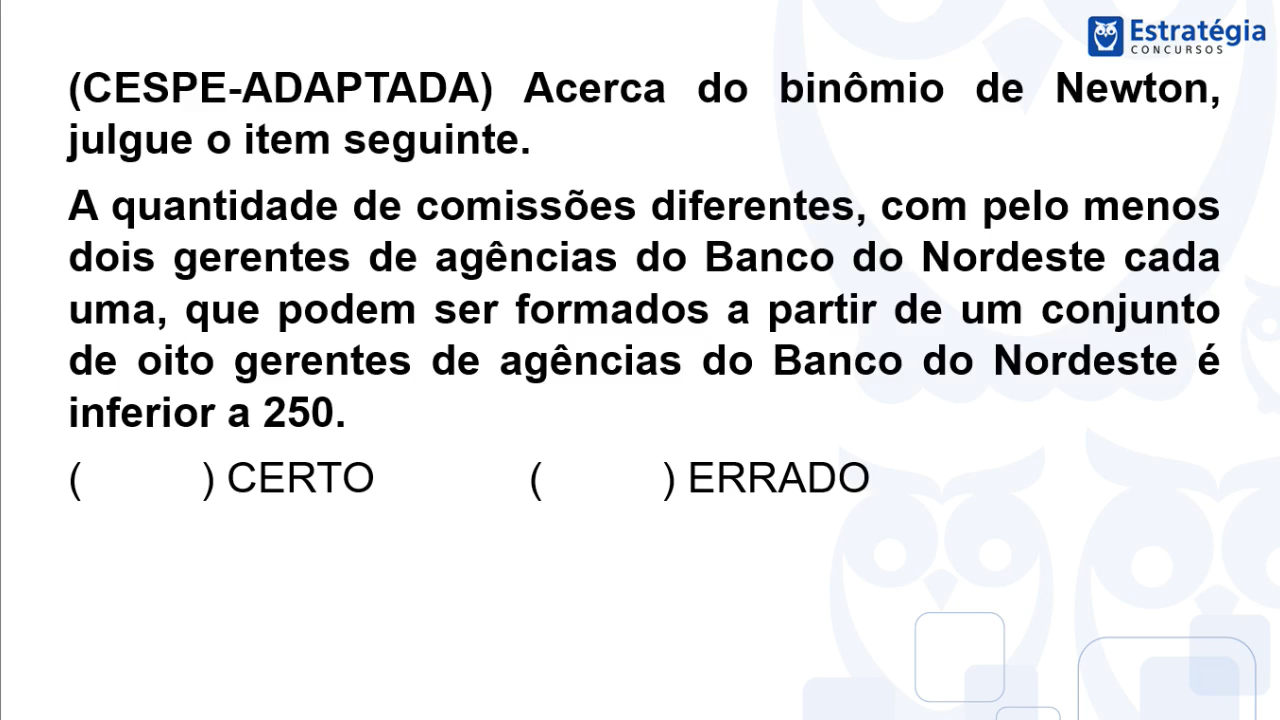 Estratégia
CONCURSOS
(CESPE-ADAPTADA) Acerca do binômio de Newton,
julgue o item seguinte.
A quantidade de comissões diferentes, com pelo menos
dois gerentes de agências do Banco do Nordeste cada
uma, que podem ser formados a partir de um conjunto
de oito gerentes de agências do Banco do Nordeste é
inferior a 250.
( ) CERTO ( ) ERRADO